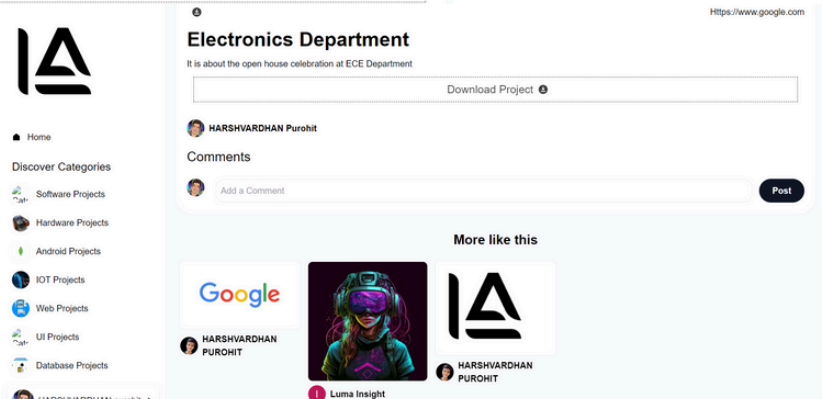 Home
Discover Categories
Software Projects
Hardware Projects
Android Projects
IOT Projects
Web Projects
UI Projects
Database Projects
HARSHVARDHAN purohit
Https://www.google.com
Electronics Department
It is about the open house celebration at ECE Department
Download Project
HARSHVARDHAN Purohit
Comments
Add a Comment
Post
More like this
Google
HARSHVARDHAN
PUROHIT
I
Luma Insight
HARSHVARDHAN
PUROHIT